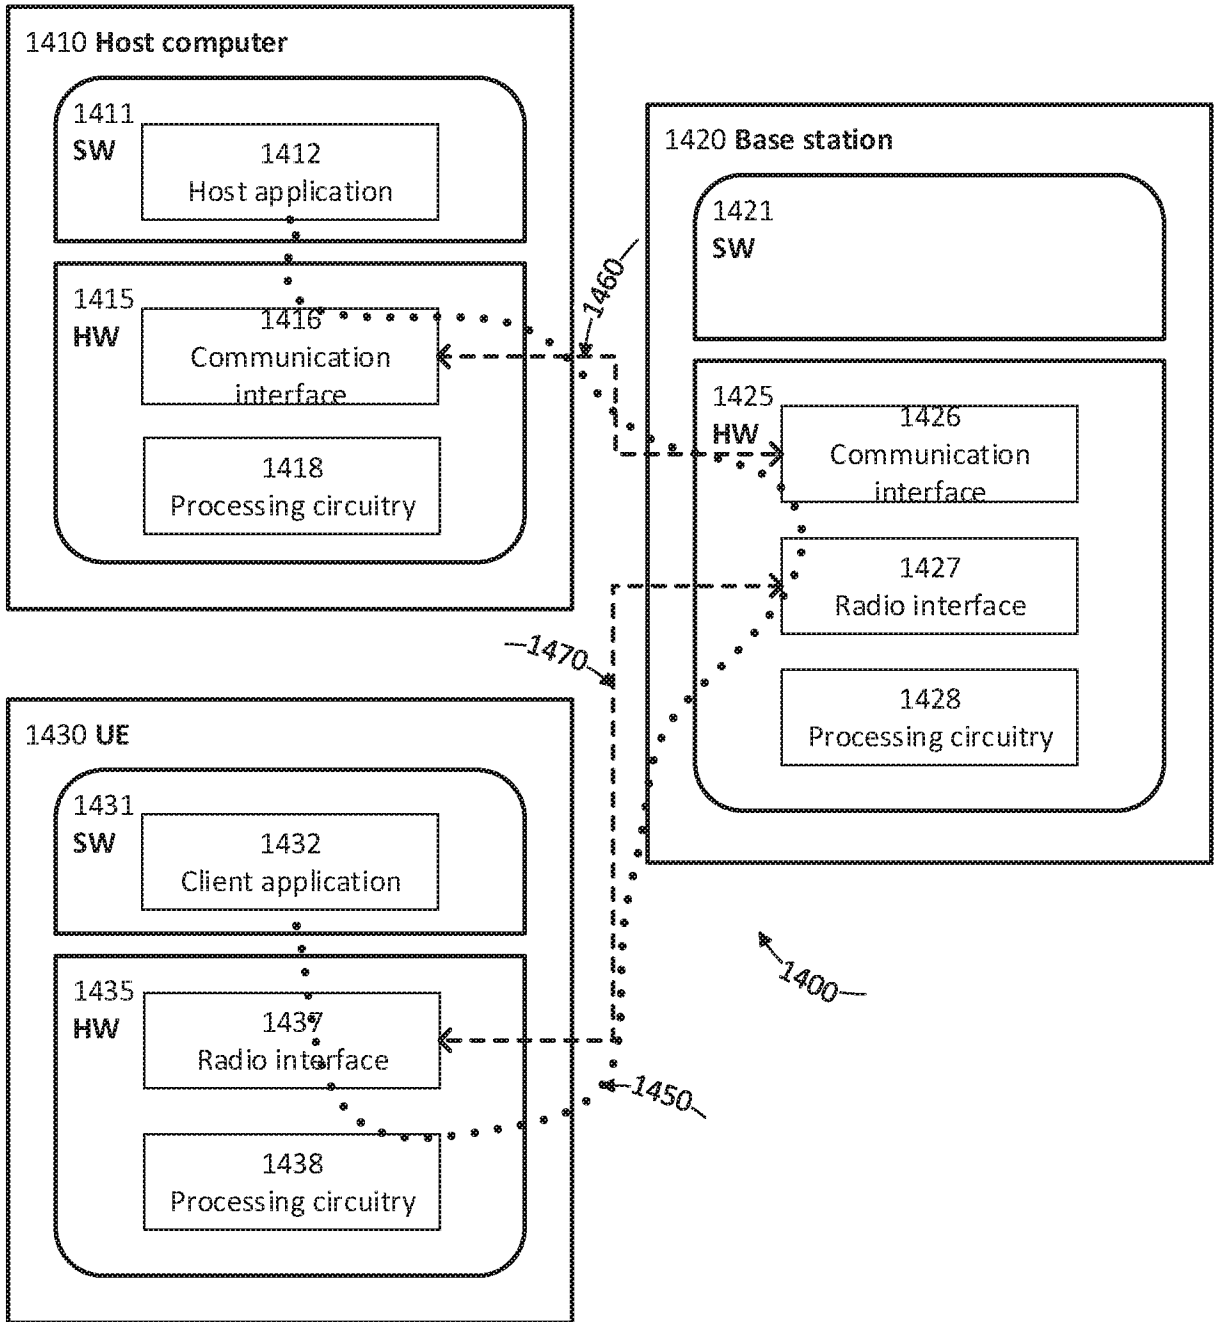 1410 Host computer
1411
SW
1412
Host application
1415
HW
1416
Communication
interface
1418
Processing circuitry
1460
1420 Base station
1421
SW
1425
HW
1426
Communication
interface
1427
Radio interface
1428
Processing circuitry
1470
1430 UE
1431
SW
1432
Client application
1435
HW
1437
Radio interface
1438
Processing circuitry
1400
1450